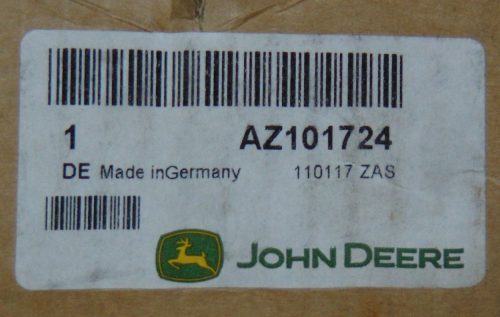 1 AZ101724
DE Made inGermany 110117 ZAS
JOHN DEERE